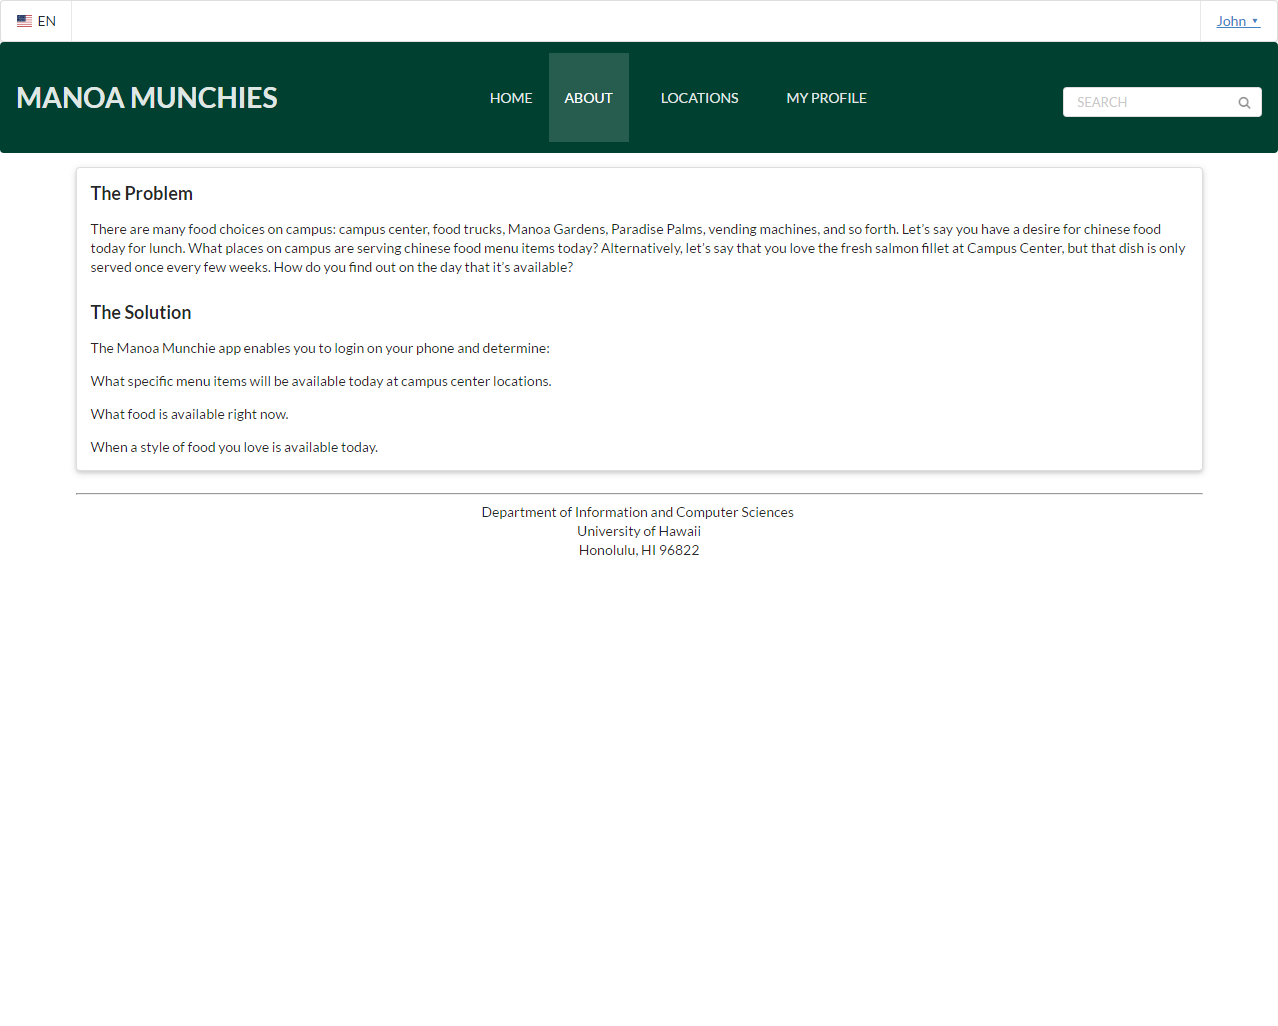 EN
John
MANOA MUNCHIES
HOME
ABOUT
LOCATIONS
MY PROFILE
SEARCH
The Problem
There are many food choices on campus: campus center, food trucks, Manoa Gardens, Paradise Palms, vending machines, and so forth. Let’s say you have a desire for chinese food
today for lunch. What places on campus are serving chinese food menu items today? Alternatively, let’s say that you love the fresh salmon fillet at Campus Center, but that dish is only
served once every few weeks. How do you find out on the day that it’s available?
The Solution
The Manoa Munchie app enables you to login on your phone and determine:
What specific menu items will be available today at campus center locations.
What food is available right now.
When a style of food you love is available today.
Department of Information and Computer Sciences
University of Hawaii
Honolulu, HI 96822